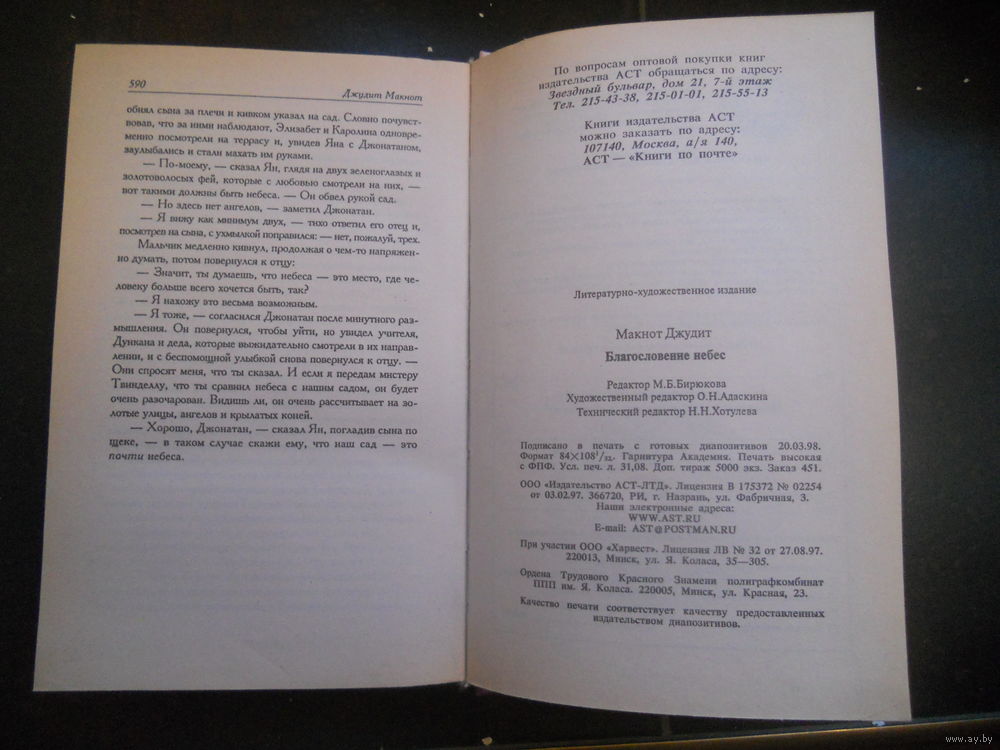 590
Джудит Макнот
обнял сына за плечи и кивком указал на сад. Словно почувст-
вовав, что за ними наблюдают, Элизабет и Каролина одновре-
менно посмотрели на террасу и, увидев Яна с Джонатаном,
заулыбались и стали махать им руками.
— По-моему, — сказал Ян, глядя на двух зеленоглазых и
золотоволосых фей, которые с любовью смотрели на них, —
вот такими должны быть небеса. — Он обвел рукой сад.
— Но здесь нет ангелов, — заметил Джонатан.
— Я вижу как минимум двух, — тихо ответил его отец и,
посмотрев на сына, с ухмылкой поправился: — нет, пожалуй, трех.
Мальчик медленно кивнул, продолжая о чем-то напряжен-
но думать, потом повернулся к отцу:
— Значит, ты думаешь, что небеса — это место, где че-
ловеку больше всего хочется быть, так?
— Я нахожу это весьма возможным.
— Я тоже, — согласился Джонатан после минутного раз-
мышления. Он повернулся, чтобы уйти, но увидел учителя,
Дункана и деда, которые выжидательно смотрели в их направ-
лении, и с беспомощной улыбкой снова повернулся к отцу. —
Они спросят меня, что ты сказал. И если я передам мистеру
Твинделлу, что ты сравнил небеса с нашим садом, он будет
очень разочарован. Видишь ли, он очень рассчитывает на зо-
лотые улицы, ангелов и крылатых коней.
— Хорошо, Джонатан, — сказал Ян, погладив сына по
щеке, — в таком случае скажи ему, что наш сад — это
почти небеса.
По вопросам оптовой покупки книг
издательства АСТ обращаться по адресу:
Звездный бульвар, дом 21, 7-й этаж
Тел. 215-43-38, 215-01-01, 215-55-13
Книги издательства АСТ
можно заказать по адресу:
107140, Москва, а/я 140,
АСТ — «Книги по почте»
Литературно-художественное издание
Макнот Джудит
Благословение небес
Редактор М.Б.Бирюкова
Художественный редактор О.Н.Адаскина
Технический редактор Н.Н.Хотулева
Подписано в печать с готовых диапозитивов 20.03.98.
Формат 84×108¹/₃₂. Гарнитура Академия. Печать высокая
с ФПФ. Усл. печ. л. 31,08. Доп. тираж 5000 экз. Заказ 451.
ООО «Издательство АСТ-ЛТД». Лицензия В 175372 № 02254
от 03.02.97. 366720, РИ, г. Назрань, ул. Фабричная, 3.
Наши электронные адреса:
WWW.AST.RU
E-mail: AST@POSTMAN.RU
При участии ООО «Харвест». Лицензия ЛВ № 32 от 27.08.97.
220013, Минск, ул. Я. Коласа, 35—305.
Ордена Трудового Красного Знамени полиграфкомбинат
ППП им. Я. Коласа. 220005, Минск, ул. Красная, 23.
Качество печати соответствует качеству предоставленных
издательством диапозитивов.
www.ay.by